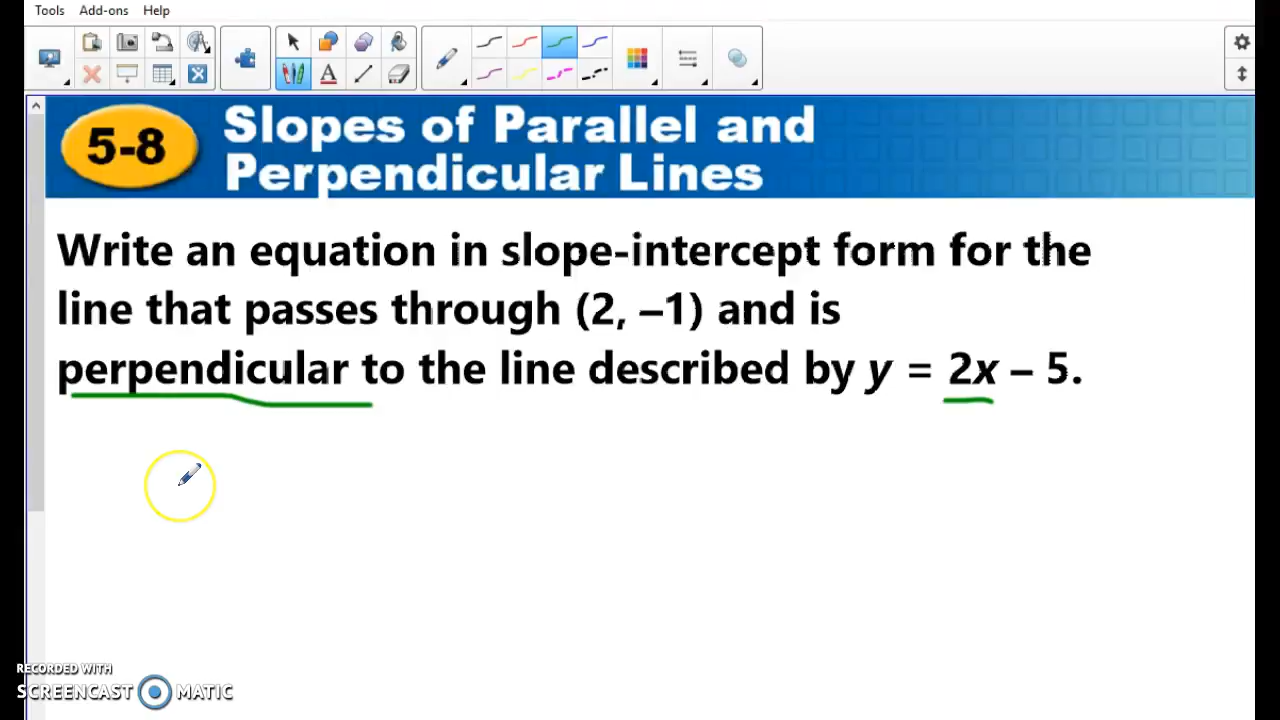 Tools Add-ons Help
5-8
Slopes of Parallel and
Perpendicular Lines
Write an equation in slope-intercept form for the
line that passes through (2, –1) and is
perpendicular to the line described by y = 2x – 5.
RECORDED WITH
SCREENCAST MATIC